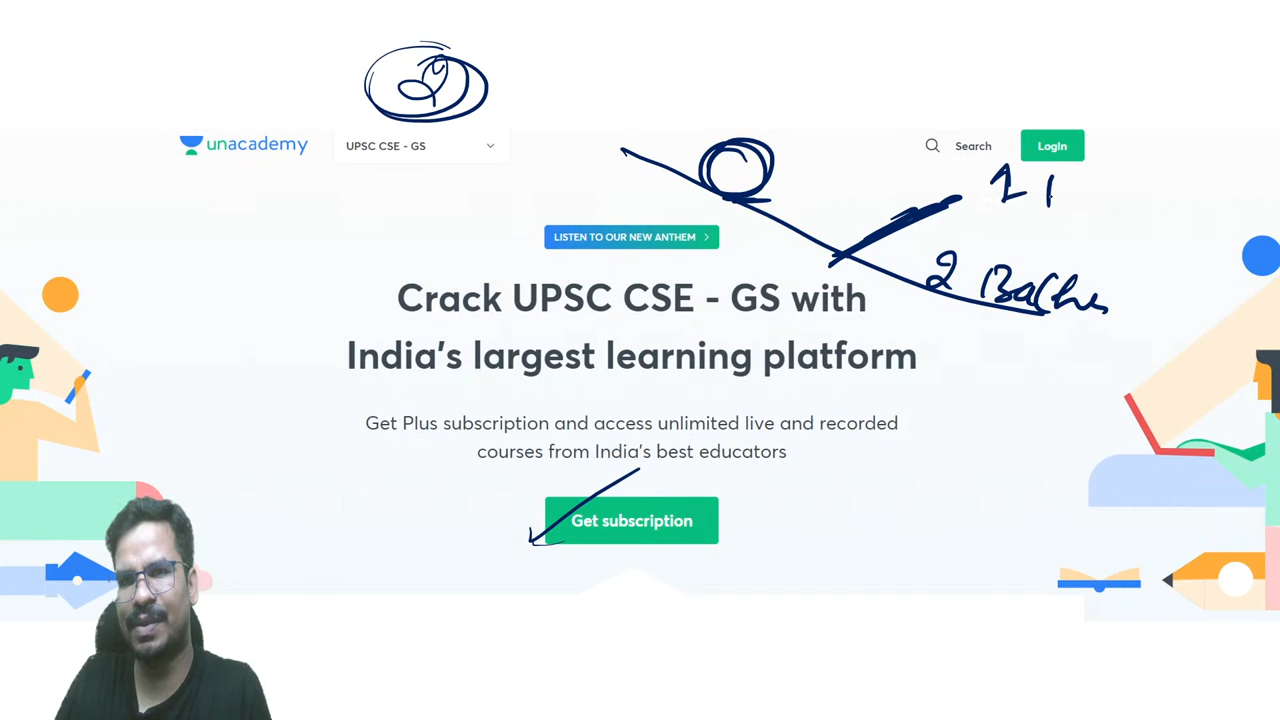 unacademy
UPSC CSE - GS
Search
Login
LISTEN TO OUR NEW ANTHEM
Crack UPSC CSE - GS with
India's largest learning platform
Get Plus subscription and access unlimited live and recorded
courses from India's best educators
Get subscription
2